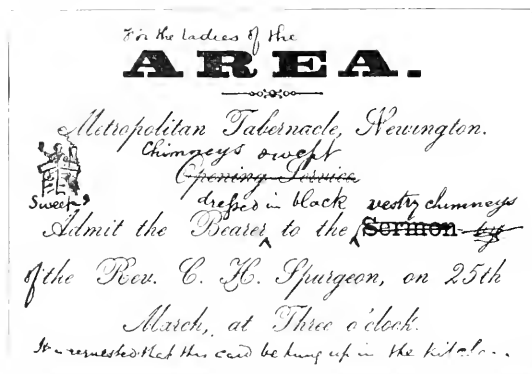 For the ladies of the
AREA.
Metropolitan Tabernacle, Newington.
Chimneys swept
Opening Service
Sweep
dressed in black vestry chimneys
Admit the Bearer to the Sermon by
of the Rev. C. H. Spurgeon, on 25th
March, at Three o'clock.
It is requested that this card be hung up in the